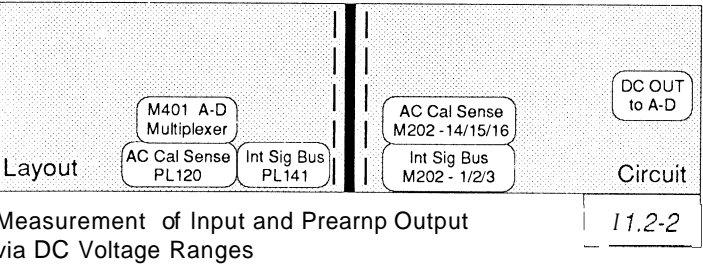 DC OUT
to A-D
M401 A-D
Multiplexer
AC Cal Sense
M202 -14/15/16
Layout
AC Cal Sense
PL120
Int Sig Bus
PL141
Int Sig Bus
M202 - 1/2/3
Circuit
Measurement of Input and Prearnp Output
via DC Voltage Ranges
11.2-2